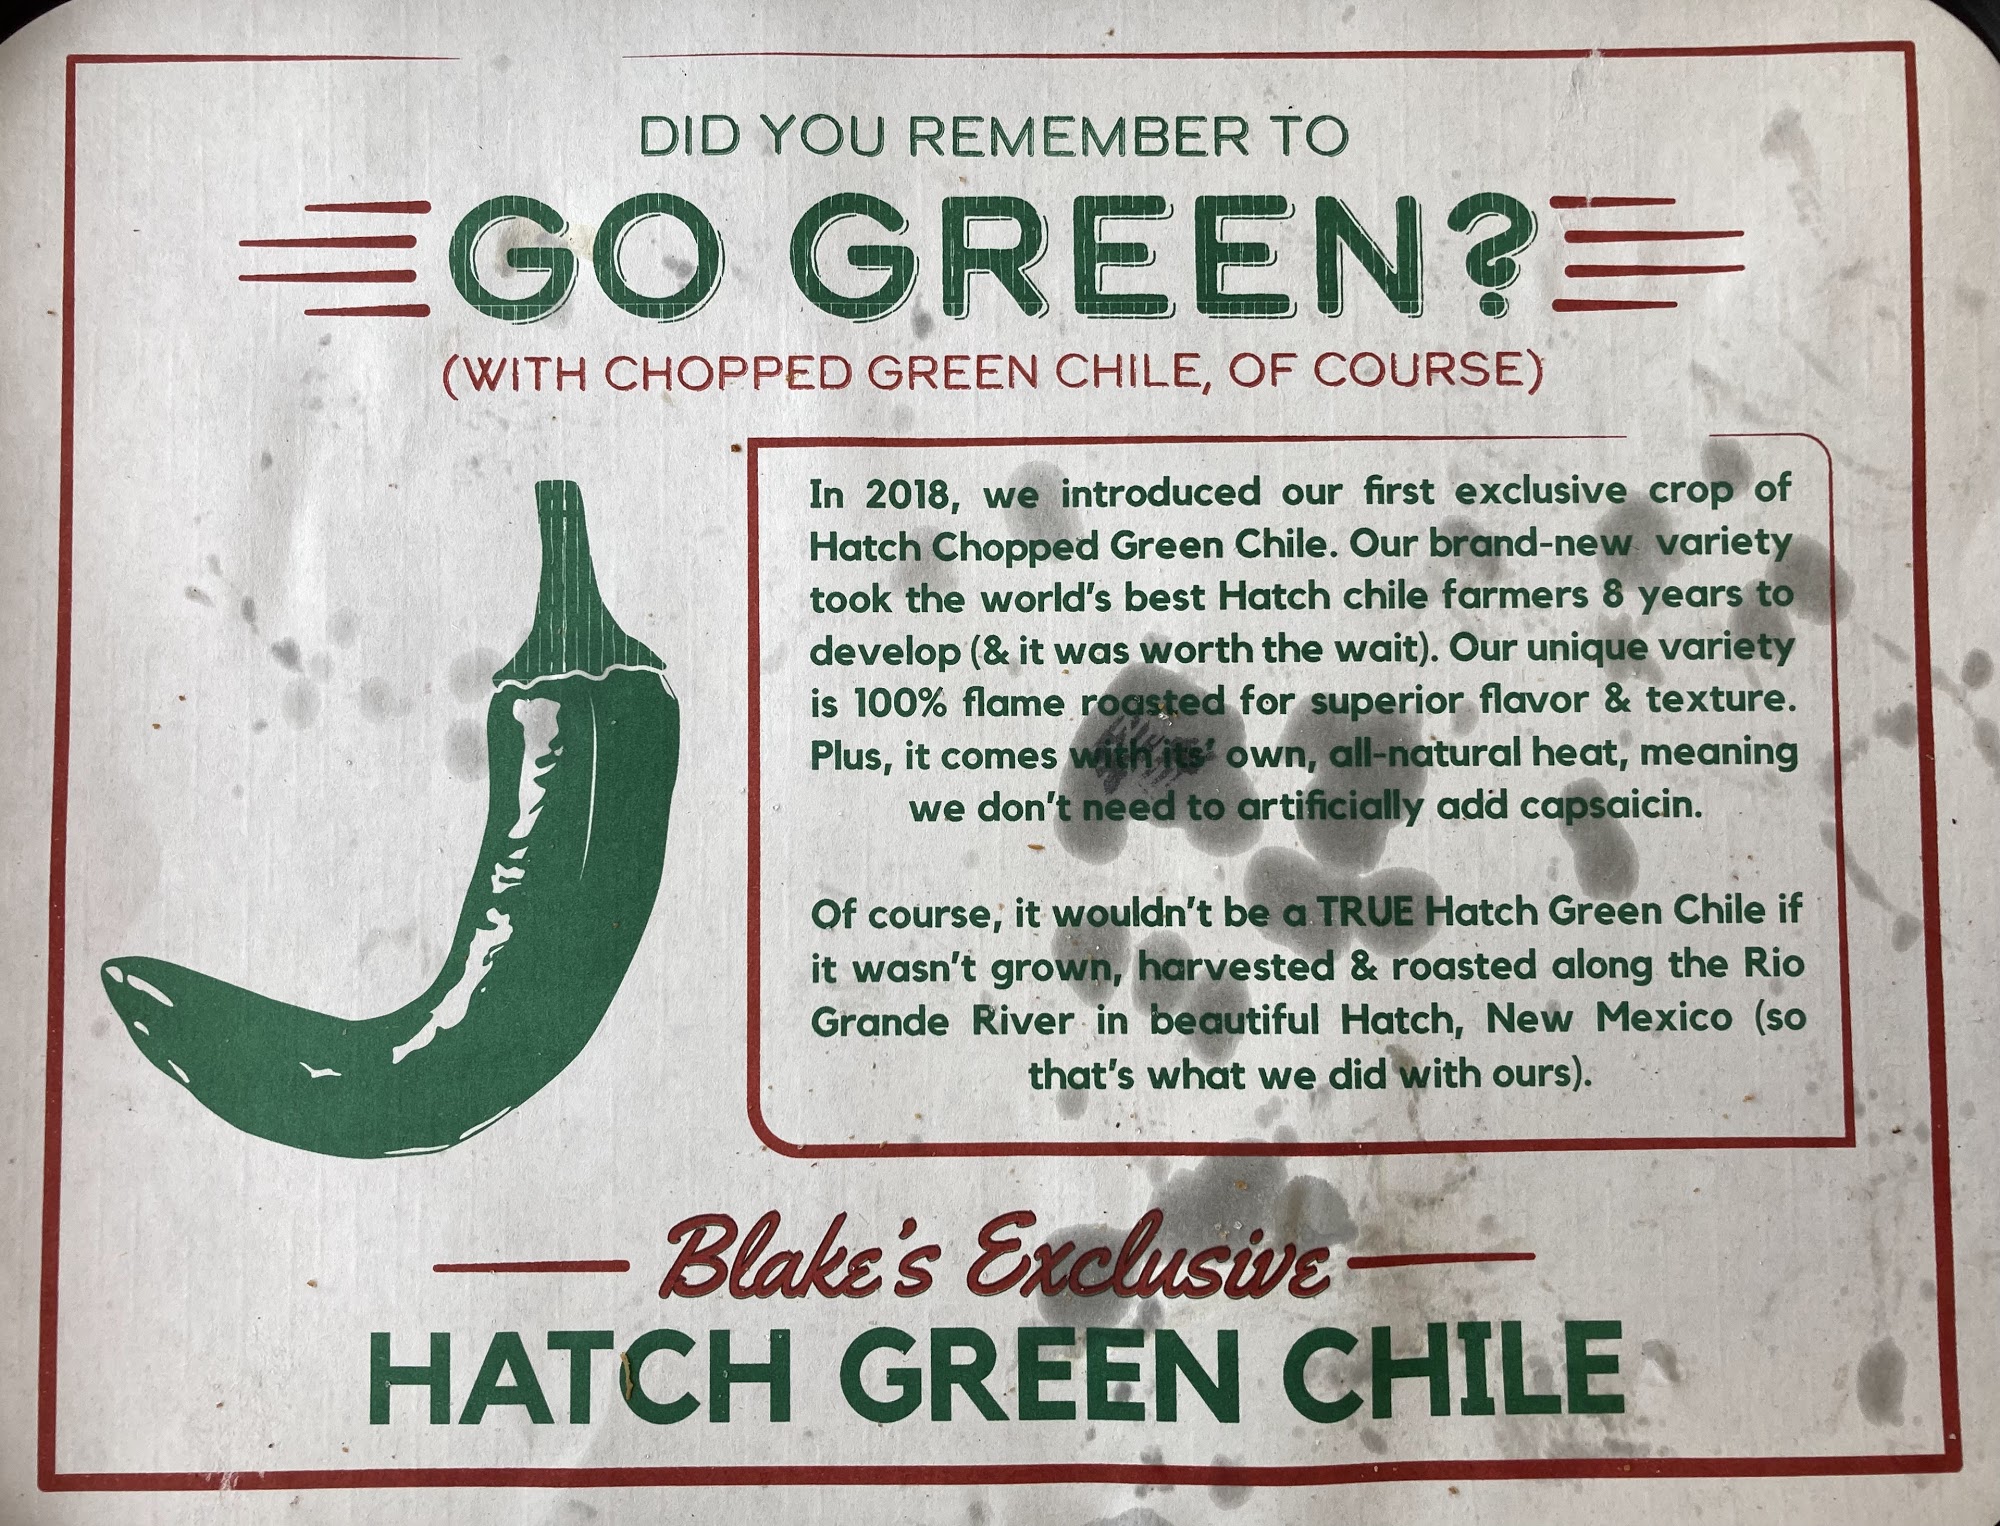 DID YOU REMEMBER TO
GO GREEN?
(WITH CHOPPED GREEN CHILE, OF COURSE)
In 2018, we introduced our first exclusive crop of
Hatch Chopped Green Chile. Our brand-new variety
took the world's best Hatch chile farmers 8 years to
develop (& it was worth the wait). Our unique variety
is 100% flame roasted for superior flavor & texture.
Plus, it comes with its' own, all-natural heat, meaning
we don't need to artificially add capsaicin.
Of course, it wouldn't be a TRUE Hatch Green Chile if
it wasn't grown, harvested & roasted along the Rio
Grande River in beautiful Hatch, New Mexico (so
that's what we did with ours).
Blake's Exclusive
HATCH GREEN CHILE